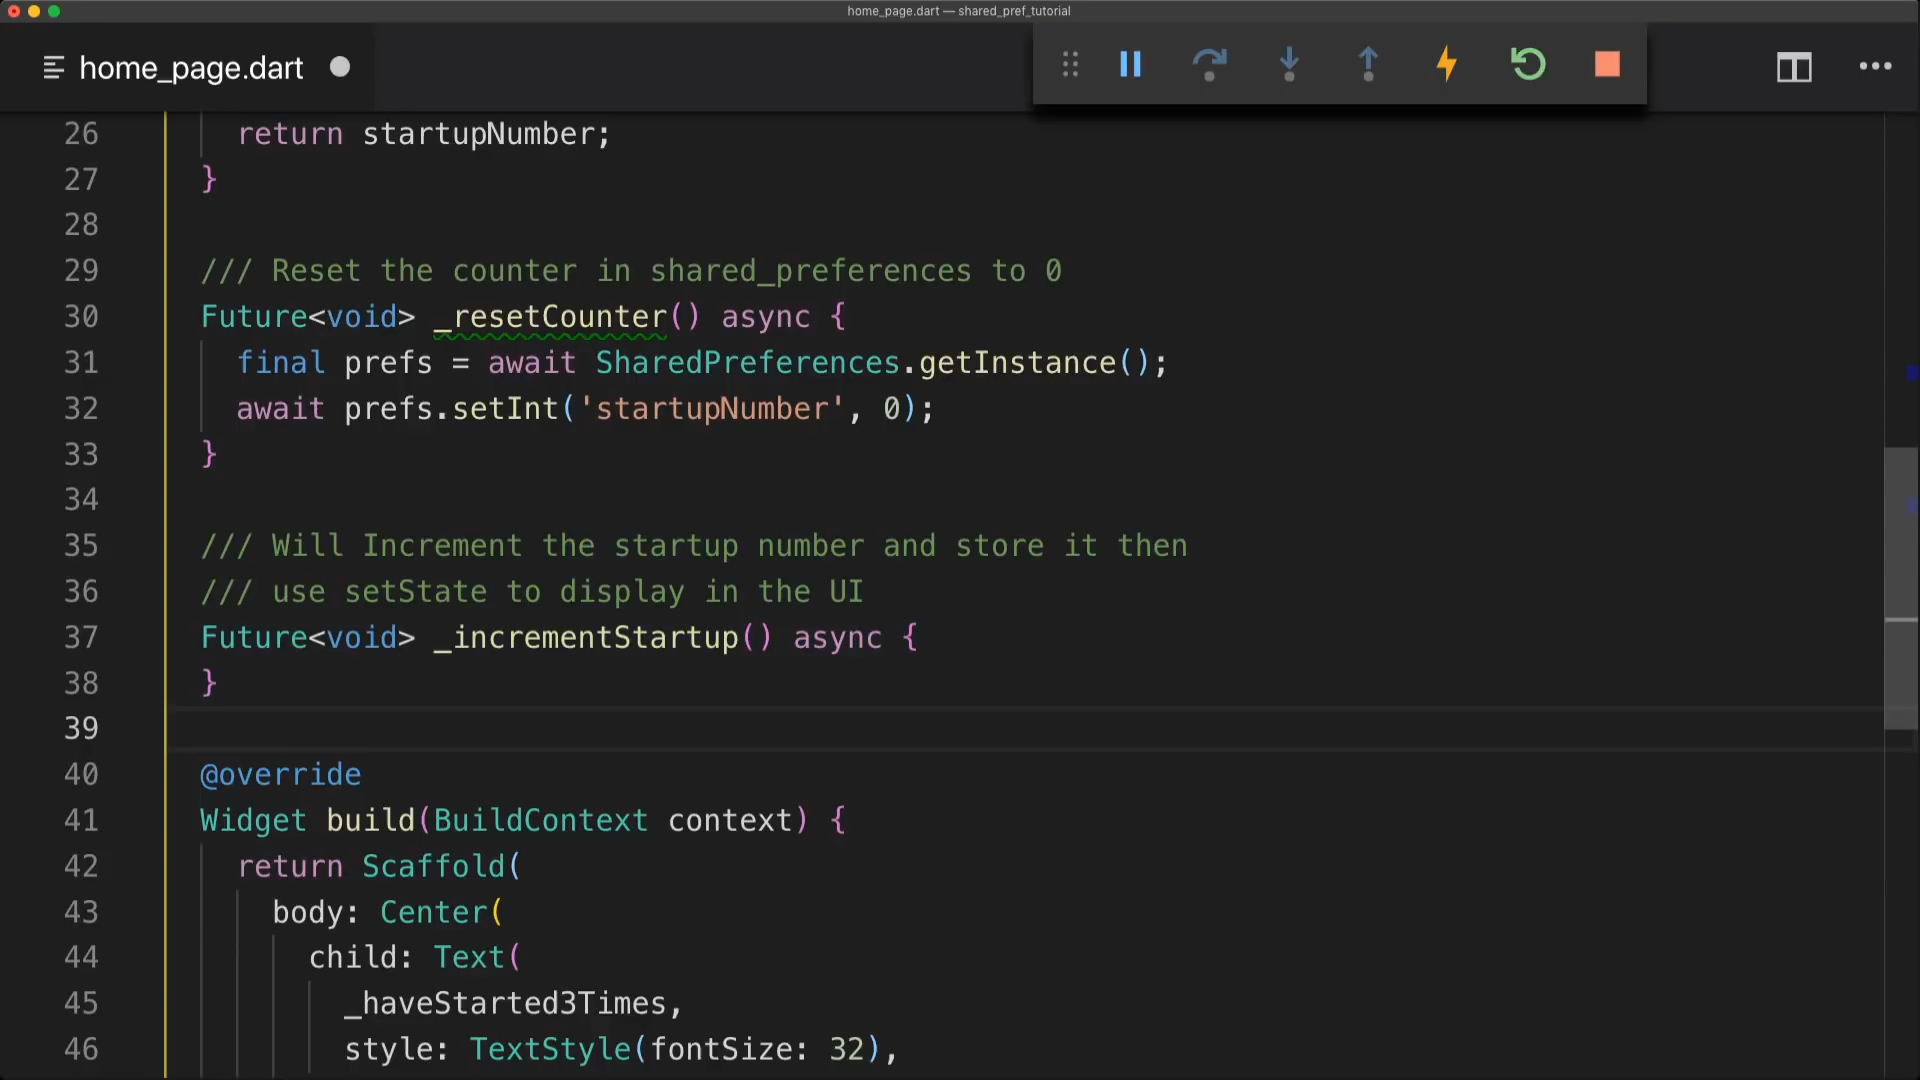 home_page.dart — shared_pref_tutorial
home_page.dart
26 return startupNumber;
27 }
28
29 /// Reset the counter in shared_preferences to 0
30 Future<void> _resetCounter() async {
31 final prefs = await SharedPreferences.getInstance();
32 await prefs.setInt('startupNumber', 0);
33 }
34
35 /// Will Increment the startup number and store it then
36 /// use setState to display in the UI
37 Future<void> _incrementStartup() async {
38 }
39
40 @override
41 Widget build(BuildContext context) {
42 return Scaffold(
43 body: Center(
44 child: Text(
45 _haveStarted3Times,
46 style: TextStyle(fontSize: 32),